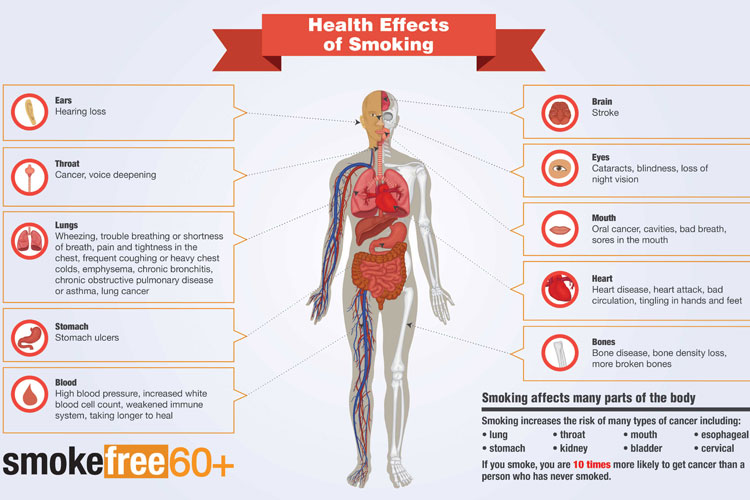 Health Effects
of Smoking
Ears
Hearing loss
Throat
Cancer, voice deepening
Lungs
Wheezing, trouble breathing or shortness
of breath, pain and tightness in the
chest, frequent coughing or heavy chest
colds, emphysema, chronic bronchitis,
chronic obstructive pulmonary disease
or asthma, lung cancer
Stomach
Stomach ulcers
Blood
High blood pressure, increased white
blood cell count, weakened immune
system, taking longer to heal
Brain
Stroke
Eyes
Cataracts, blindness, loss of
night vision
Mouth
Oral cancer, cavities, bad breath,
sores in the mouth
Heart
Heart disease, heart attack, bad
circulation, tingling in hands and feet
Bones
Bone disease, bone density loss,
more broken bones
smokefree60+
Smoking affects many parts of the body
Smoking increases the risk of many types of cancer including:
• lung • throat • mouth • esophageal
• stomach • kidney • bladder • cervical
If you smoke, you are 10 times more likely to get cancer than a
person who has never smoked.